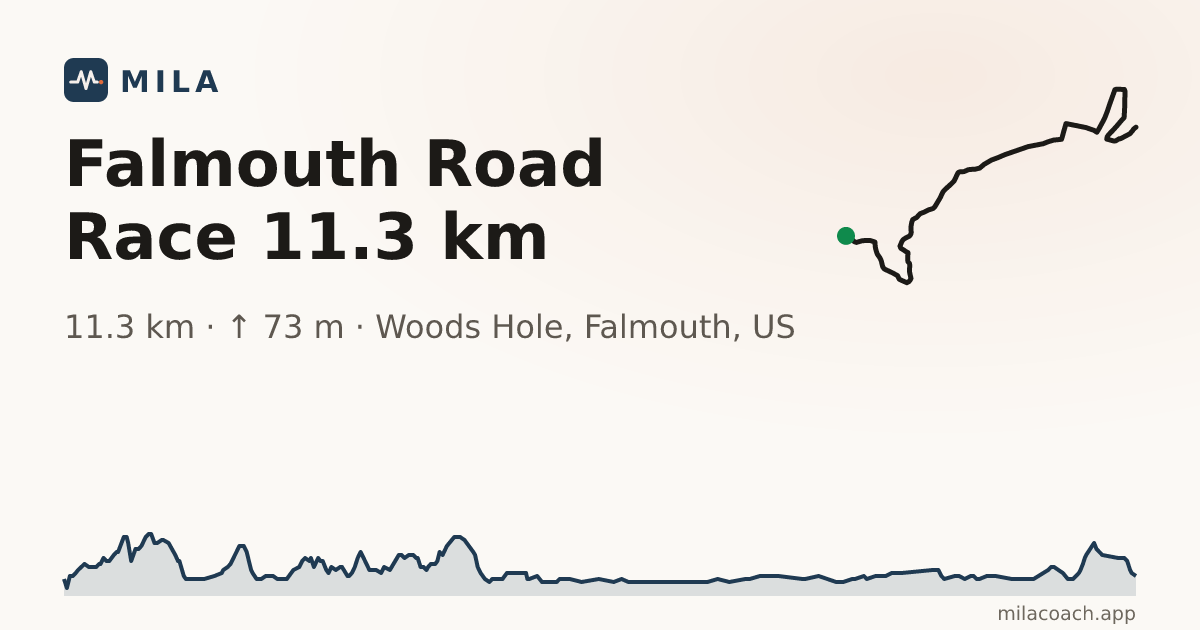 MILA
Falmouth Road
Race 11.3 km
11.3 km · ↑ 73 m · Woods Hole, Falmouth, US
milacoach.app